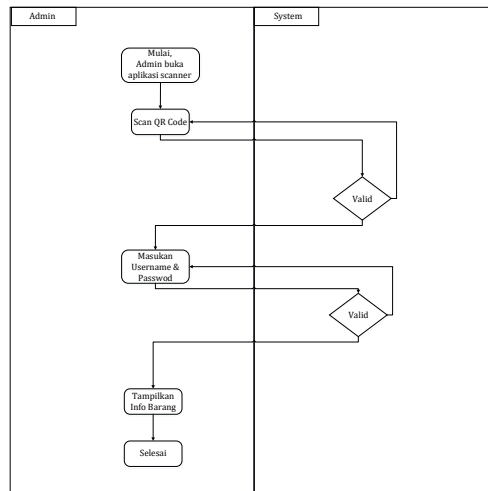 Admin
System
Mulai,
Admin buka
aplikasi scanner
Scan QR Code
Valid
Masukan
Username &
Passwod
Valid
Tampilkan
Info Barang
Selesai